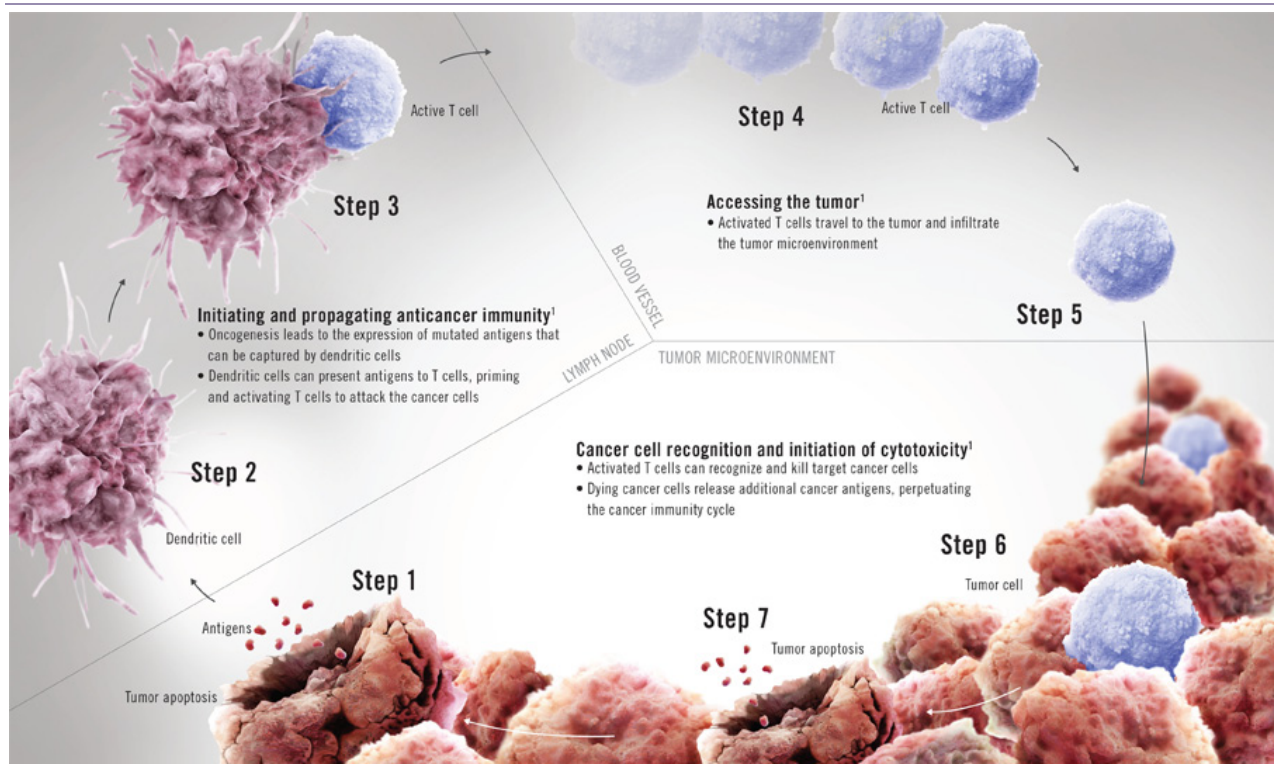 Active T cell
Step 3
Step 4
Active T cell
Accessing the tumor¹
• Activated T cells travel to the tumor and infiltrate
the tumor microenvironment
Step 5
BLOOD VESSEL
LYMPH NODE
TUMOR MICROENVIRONMENT
Initiating and propagating anticancer immunity¹
• Oncogenesis leads to the expression of mutated antigens that
can be captured by dendritic cells
• Dendritic cells can present antigens to T cells, priming
and activating T cells to attack the cancer cells
Step 2
Dendritic cell
Cancer cell recognition and initiation of cytotoxicity¹
• Activated T cells can recognize and kill target cancer cells
• Dying cancer cells release additional cancer antigens, perpetuating
the cancer immunity cycle
Step 1
Antigens
Tumor apoptosis
Step 6
Tumor cell
Step 7
Tumor apoptosis